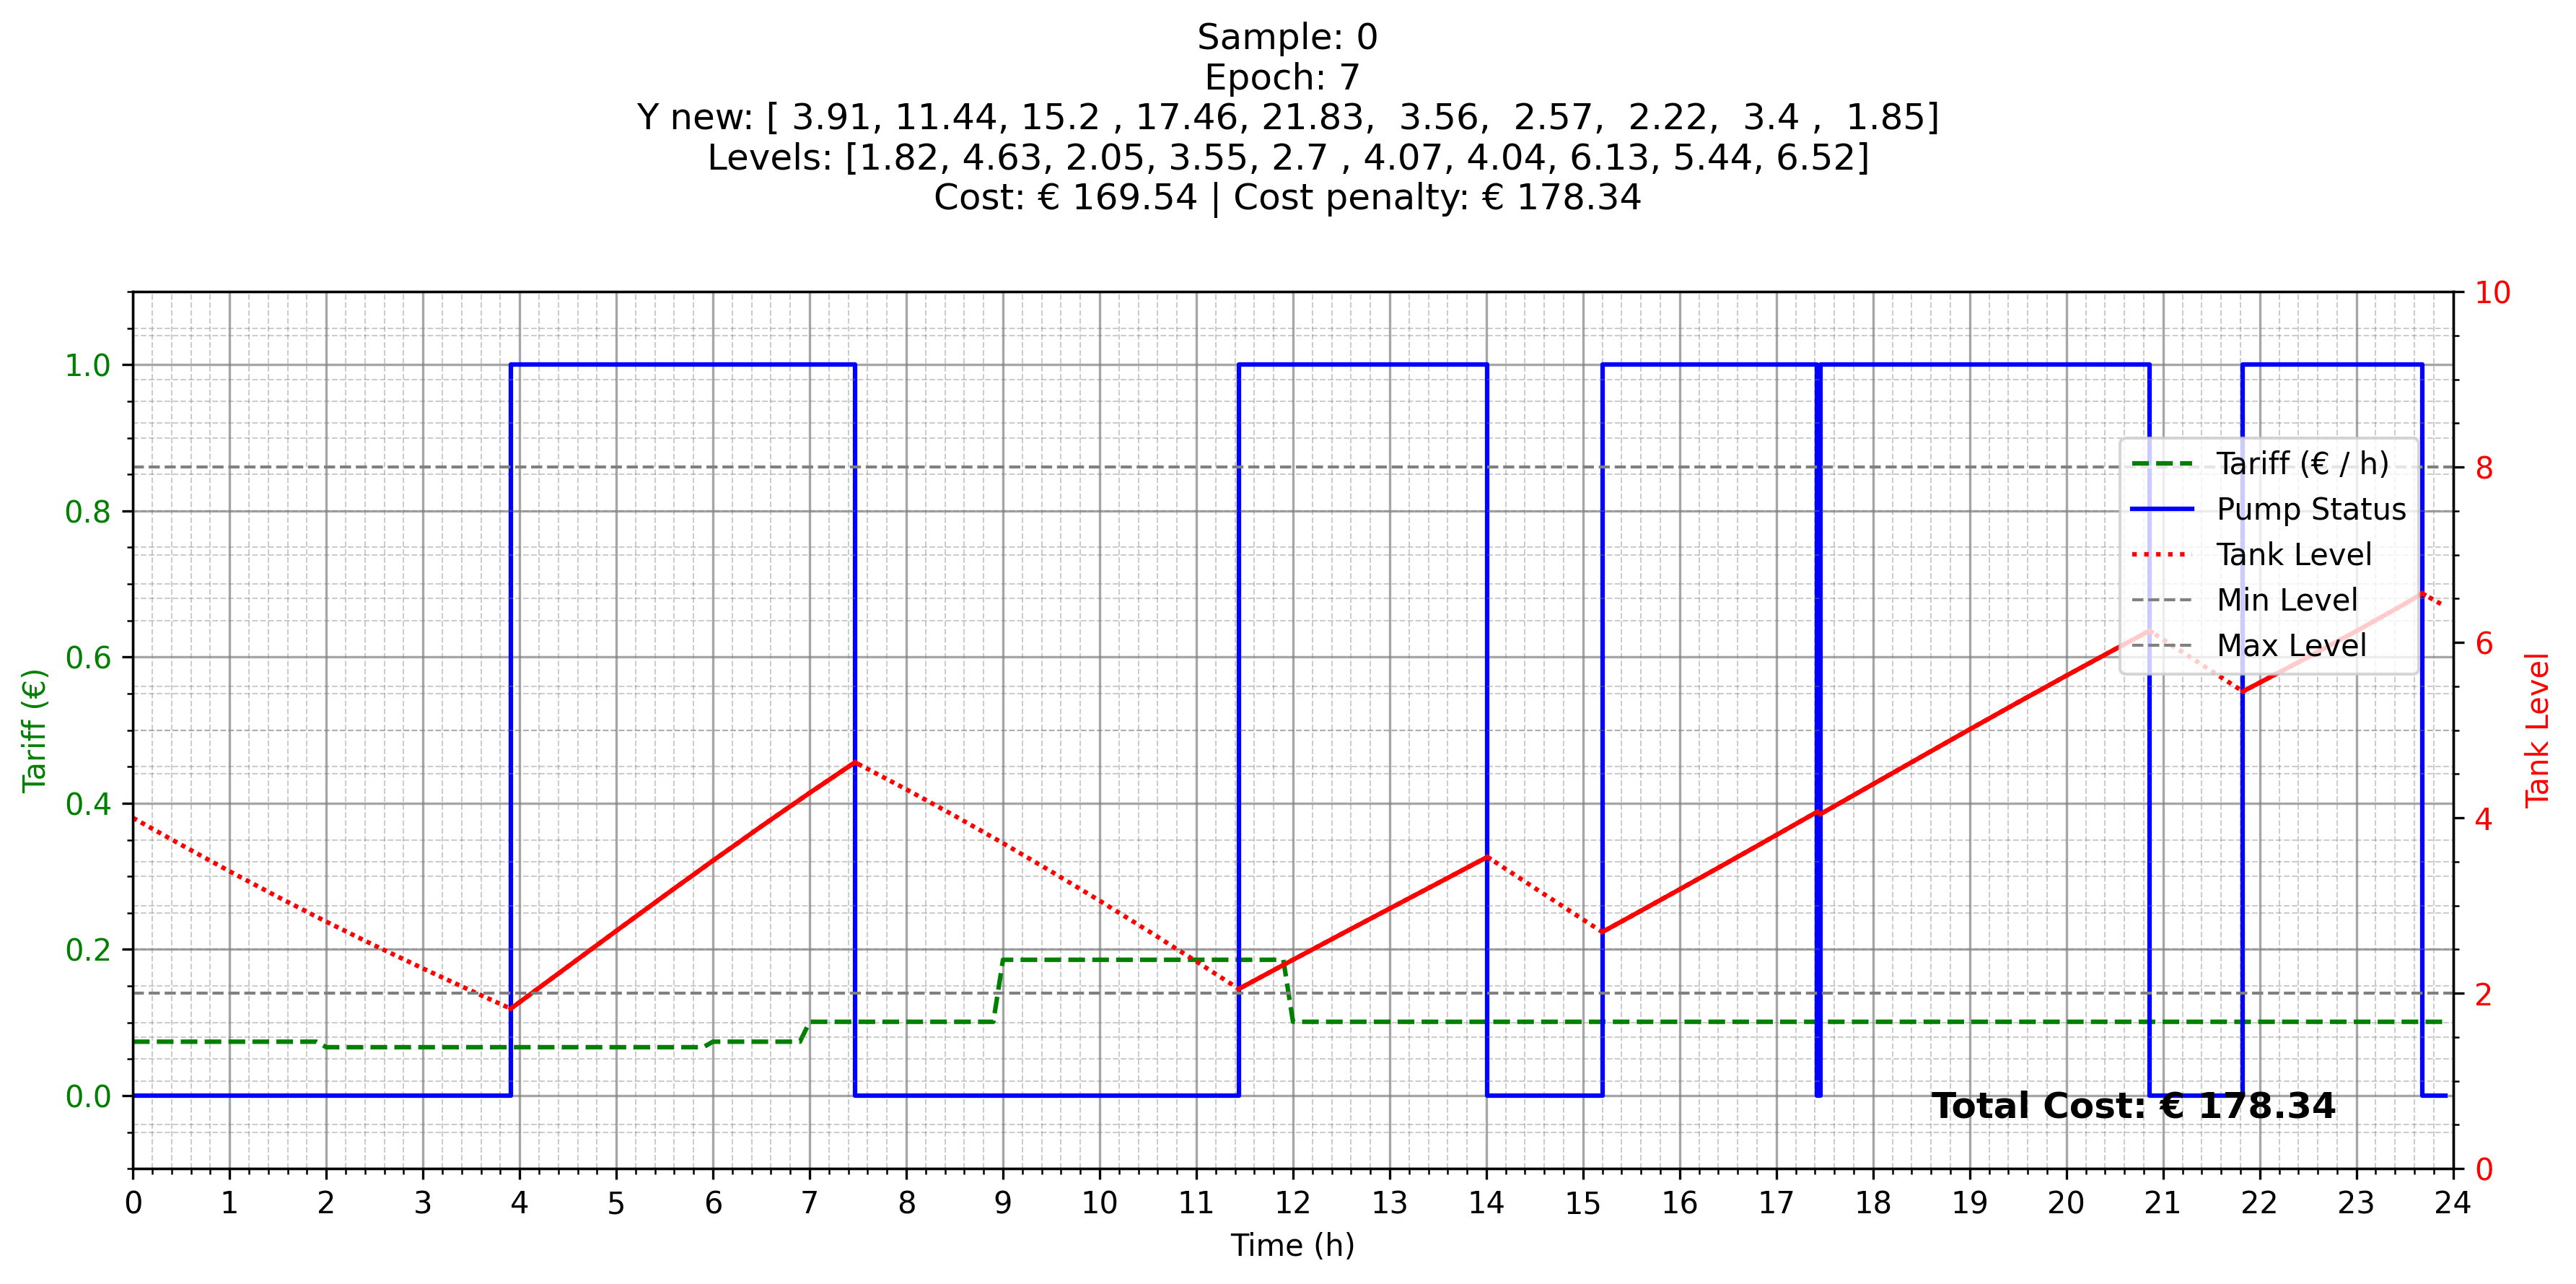 Sample: 0
Epoch: 7
Y new: [ 3.91, 11.44, 15.2 , 17.46, 21.83,  3.56,  2.57,  2.22,  3.4 ,  1.85]
Levels: [1.82, 4.63, 2.05, 3.55, 2.7 , 4.07, 4.04, 6.13, 5.44, 6.52]
Cost: € 169.54 | Cost penalty: € 178.34
Tariff (€)
1.0
0.8
0.6
0.4
0.2
0.0
10
8
6
4
2
0
Tank Level
Tariff (€ / h)
Pump Status
Tank Level
Min Level
Max Level
Total Cost: € 178.34
0 1 2 3 4 5 6 7 8 9 10 11 12 13 14 15 16 17 18 19 20 21 22 23 24
Time (h)